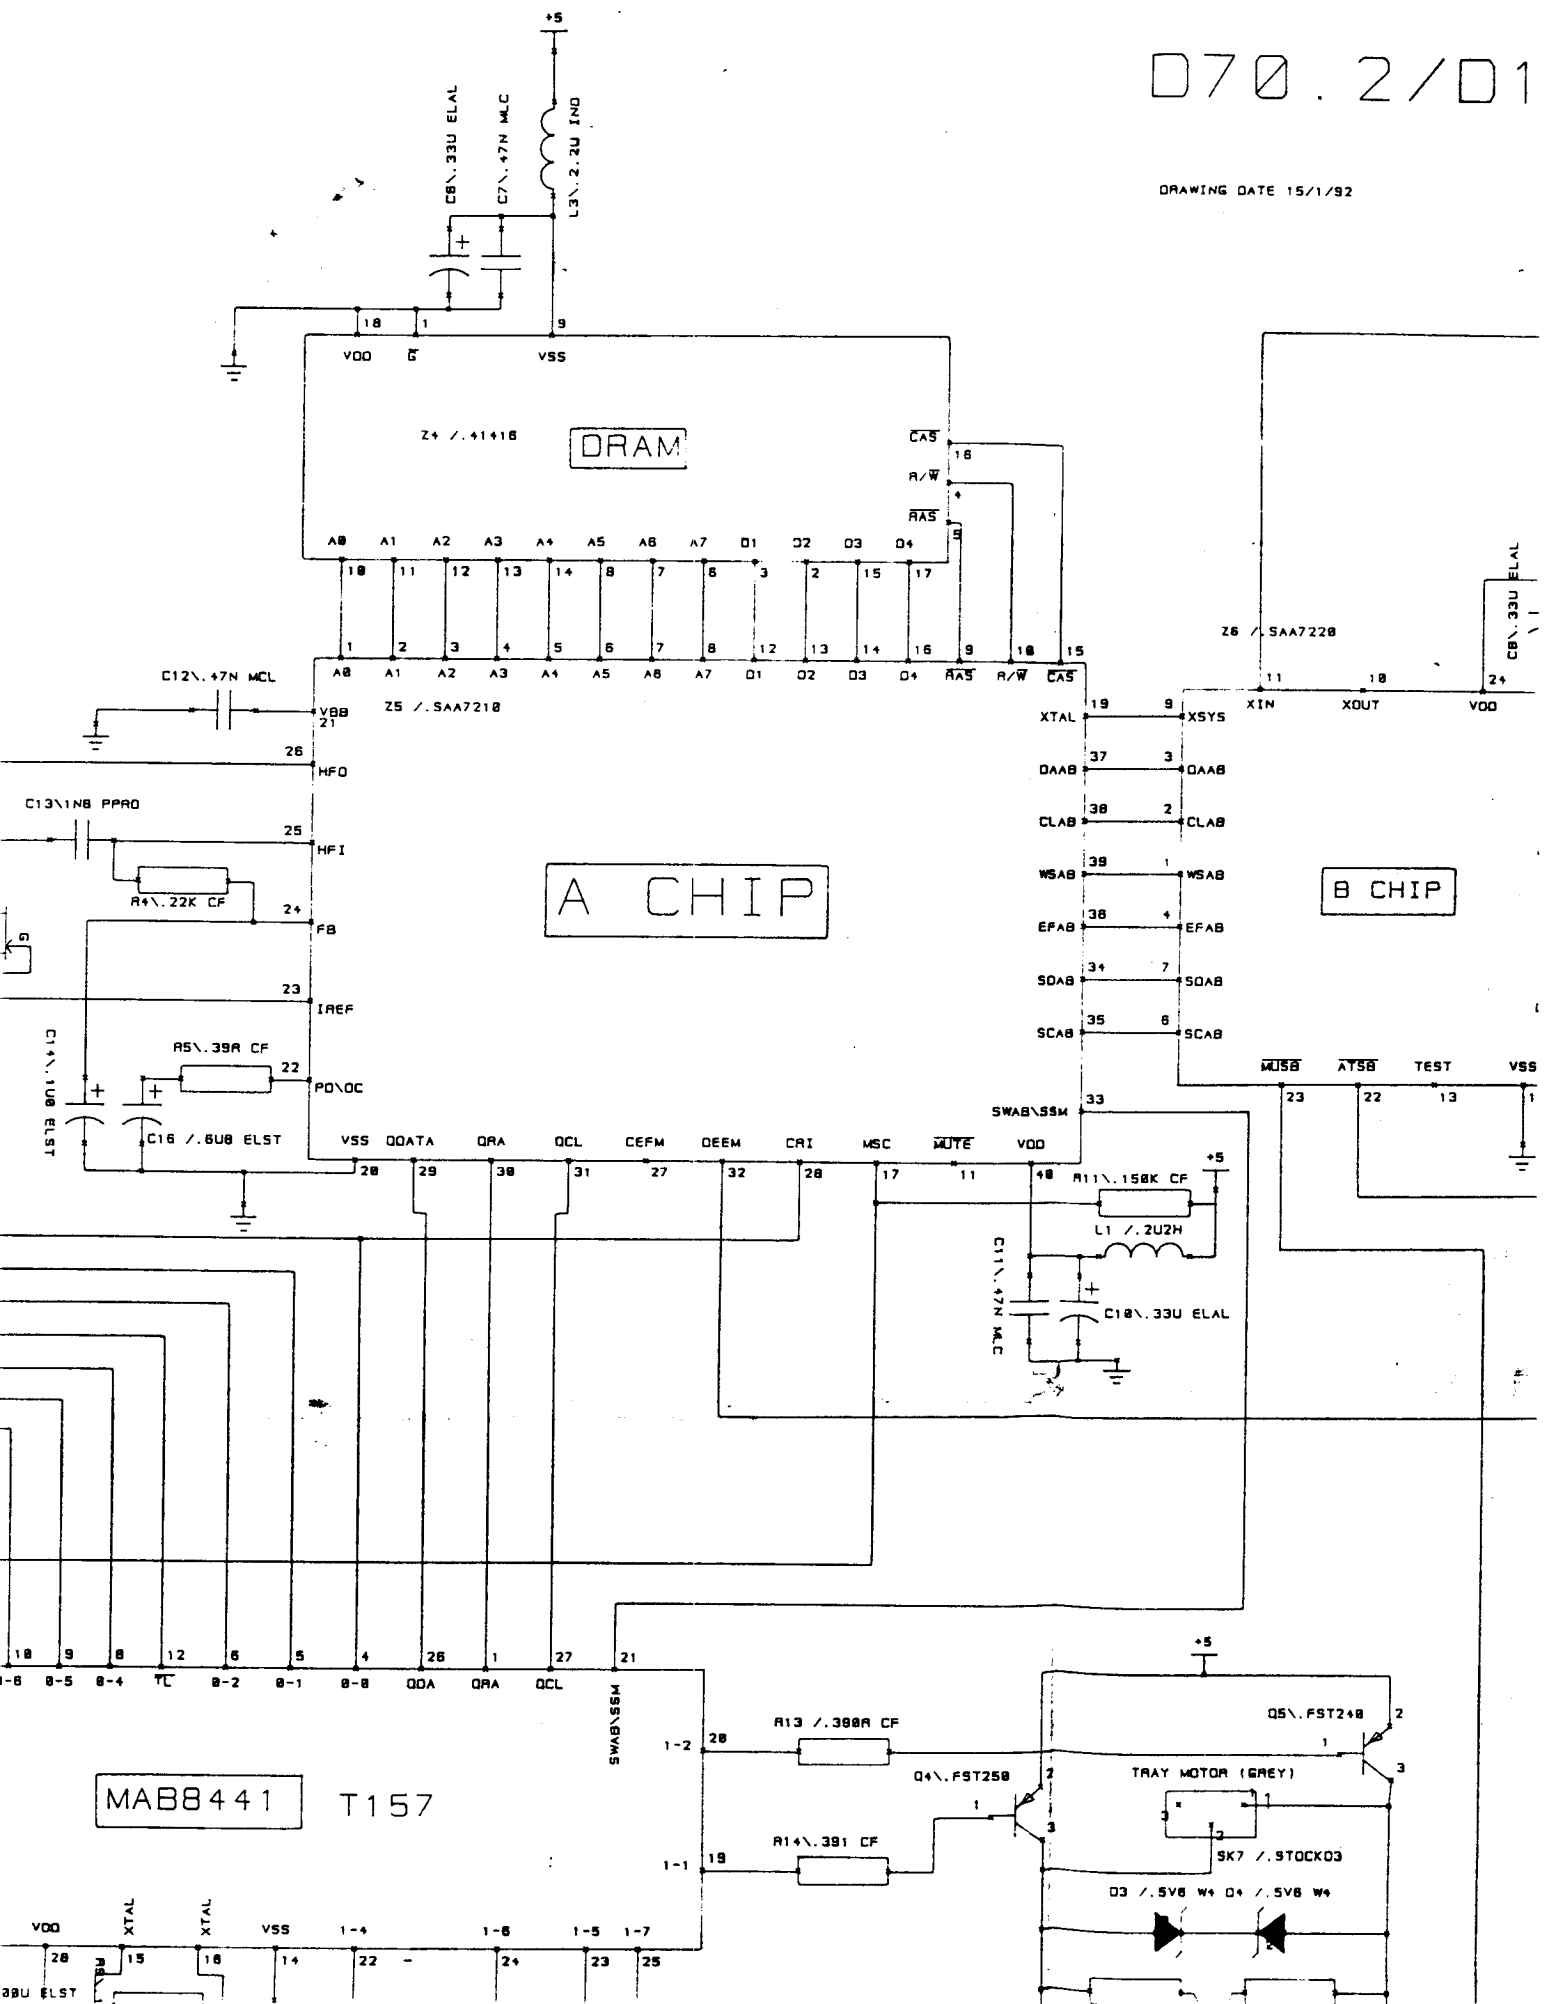 +5
D70.2/D1
C6\.33U ELAL
C7\.47N MLC
L3\.2.2U IND
DRAWING DATE 15/1/92
+
18
1
9
VDD
G
VSS
Z4 /.41416
DRAM
CAS
16
R/W
4
RAS
5
A0
A1
A2
A3
A4
A5
A6
A7
D1
D2
D3
D4
10
11
12
13
14
8
7
6
3
2
15
17
1
2
3
4
5
6
7
8
12
13
14
16
9
10
15
A0
A1
A2
A3
A4
A5
A6
A7
D1
D2
D3
D4
RAS
R/W
CAS
Z6 /.SAA7220
C8\.33U ELAL
11
10
24
XIN
XOUT
VDD
C12\.47N MCL
VBB
21
Z5 /.SAA7210
26
HFD
C13\1N8 PPRO
25
HFI
R4\.22K CF
24
FB
G
23
IREF
C14\.1U0 ELST
R5\.39R CF
22
PD\OC
+
+
C16 /.6U8 ELST
A CHIP
B CHIP
XTAL
19
9
XSYS
DAAB
37
3
DAAB
CLAB
38
2
CLAB
WSAB
39
1
WSAB
EFAB
36
4
EFAB
SDAB
34
7
SDAB
SCAB
35
6
SCAB
MUSB
ATSB
TEST
VSS
23
22
13
1
33
SWAB\SSM
VSS
QDATA
QRA
QCL
CEFM
DEEM
CRI
MSC
MUTE
VDD
20
29
30
31
27
32
28
17
11
40
+5
R11\.150K CF
L1 /.2U2H
C11\.47N MLC
+
C10\.33U ELAL
10
9
8
12
6
5
4
26
1
27
21
1-6
0-5
0-4
TL
0-2
0-1
0-0
QDA
QRA
QCL
SWAB\SSM
+5
R13 /.390R CF
1-2
20
Q5\.FST240
1
2
3
Q4\.FST250
1
2
3
TRAY MOTOR (GREY)
3
1
2
MAB8441
T157
R14\.391 CF
1-1
19
SK7 /.STOCKO3
D3 /.5V6 W4
D4 /.5V6 W4
VDD
XTAL
XTAL
VSS
1-4
1-6
1-5
1-7
28
15
16
14
22
-
24
23
25
00U ELST